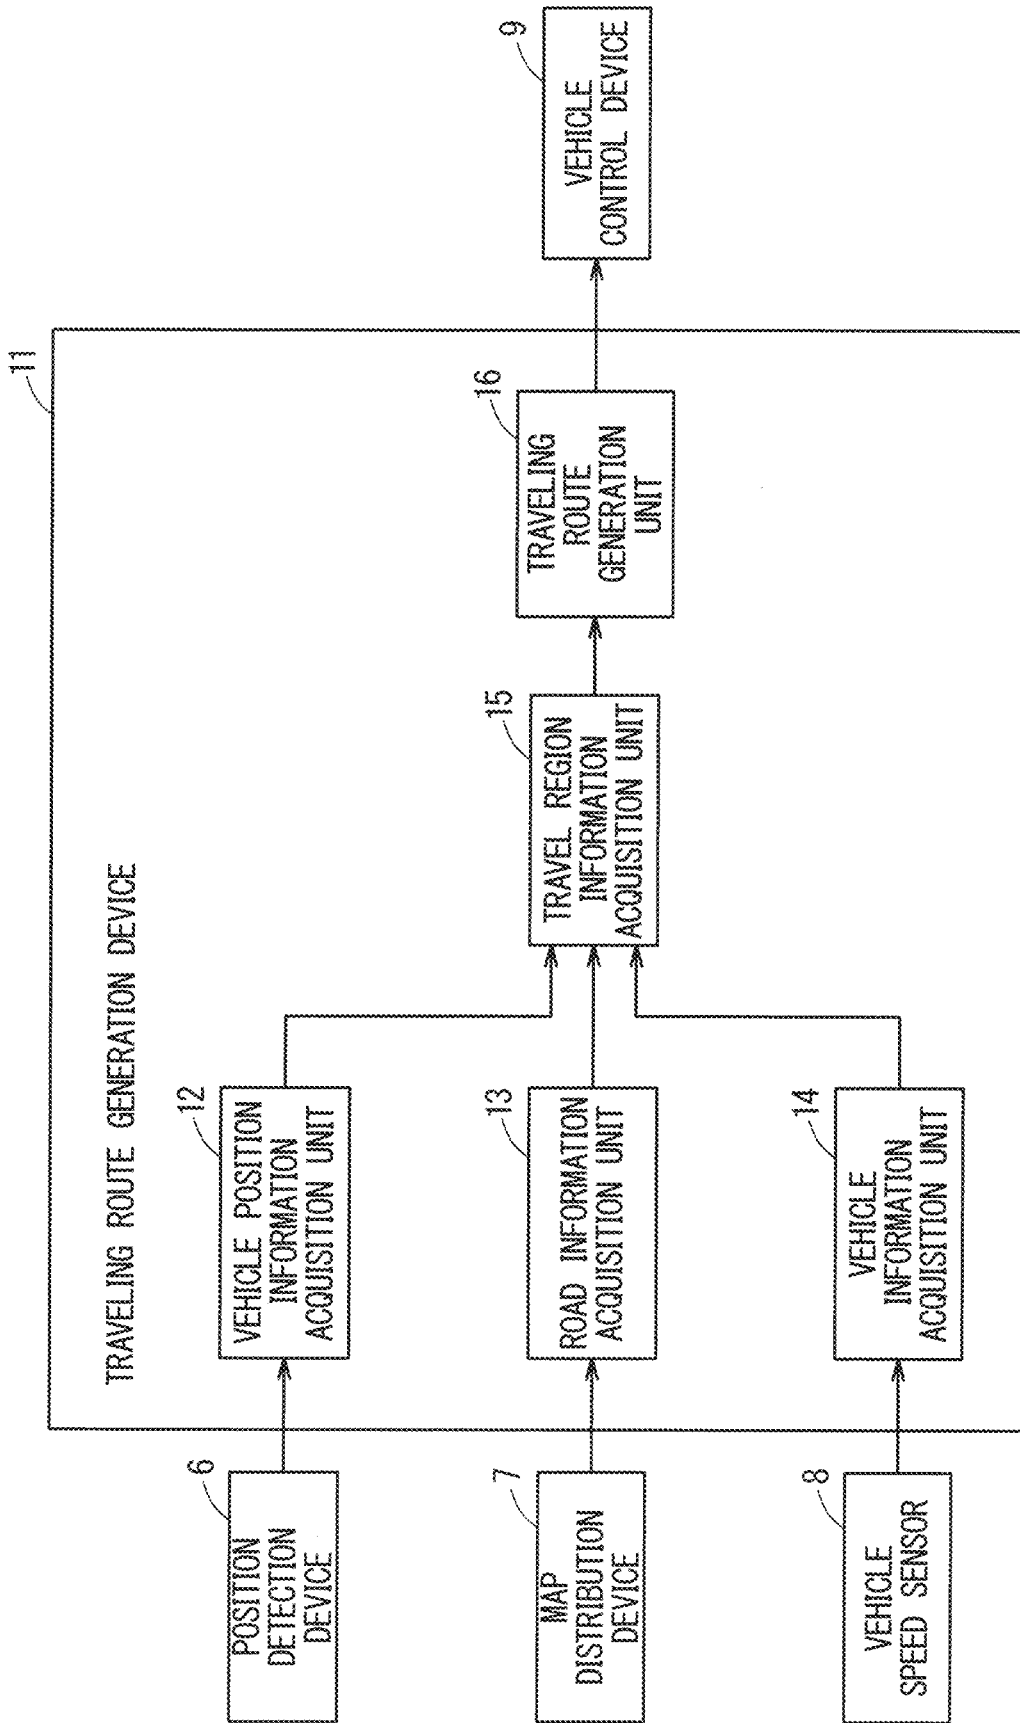 TRAVELING ROUTE GENERATION DEVICE
11
6
POSITION
DETECTION
DEVICE
12
VEHICLE POSITION
INFORMATION
ACQUISITION UNIT
7
MAP
DISTRIBUTION
DEVICE
13
ROAD INFORMATION
ACQUISITION UNIT
8
VEHICLE
SPEED SENSOR
14
VEHICLE
INFORMATION
ACQUISITION UNIT
15
TRAVEL REGION
INFORMATION
ACQUISITION UNIT
16
TRAVELING
ROUTE
GENERATION
UNIT
9
VEHICLE
CONTROL DEVICE